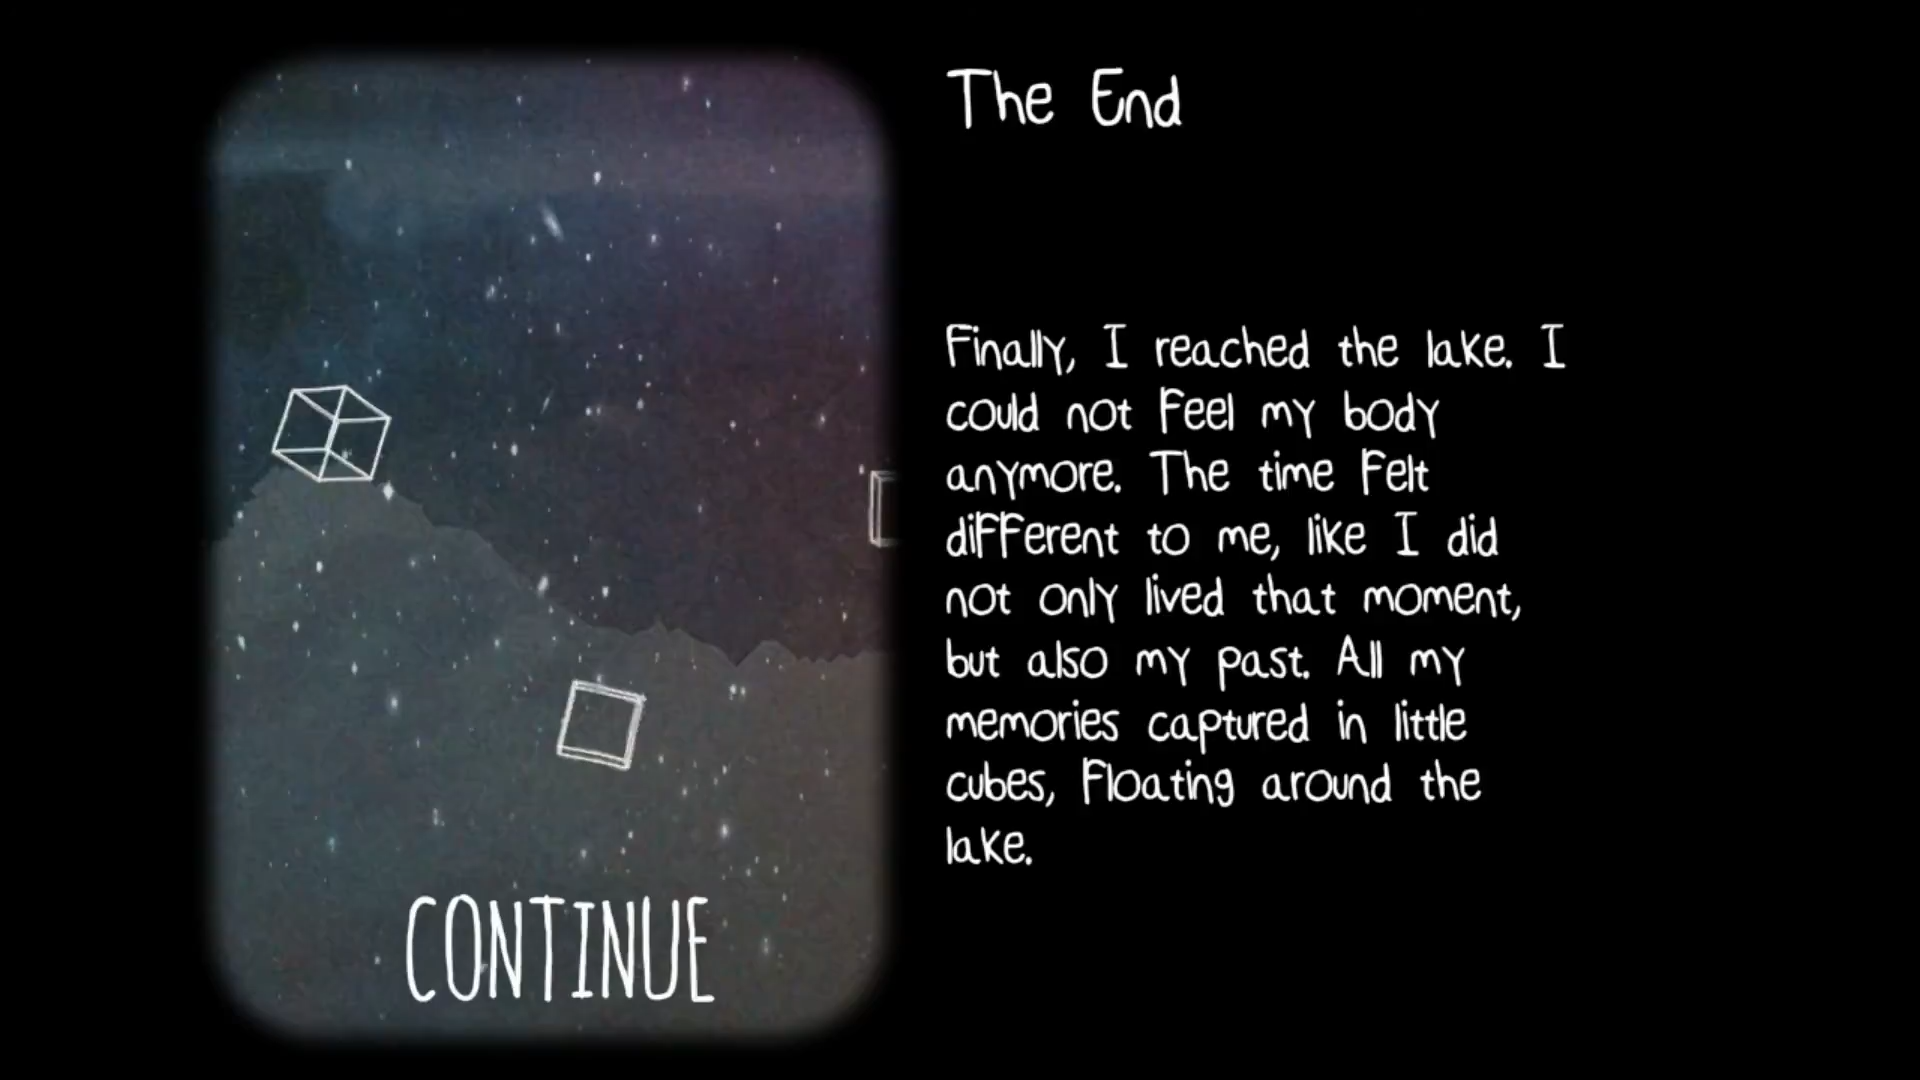 The End
Finally, I reached the lake. I
could not feel my body
anymore. The time felt
different to me, like I did
not only lived that moment,
but also my past. All my
memories captured in little
cubes, floating around the
lake.
CONTINUE